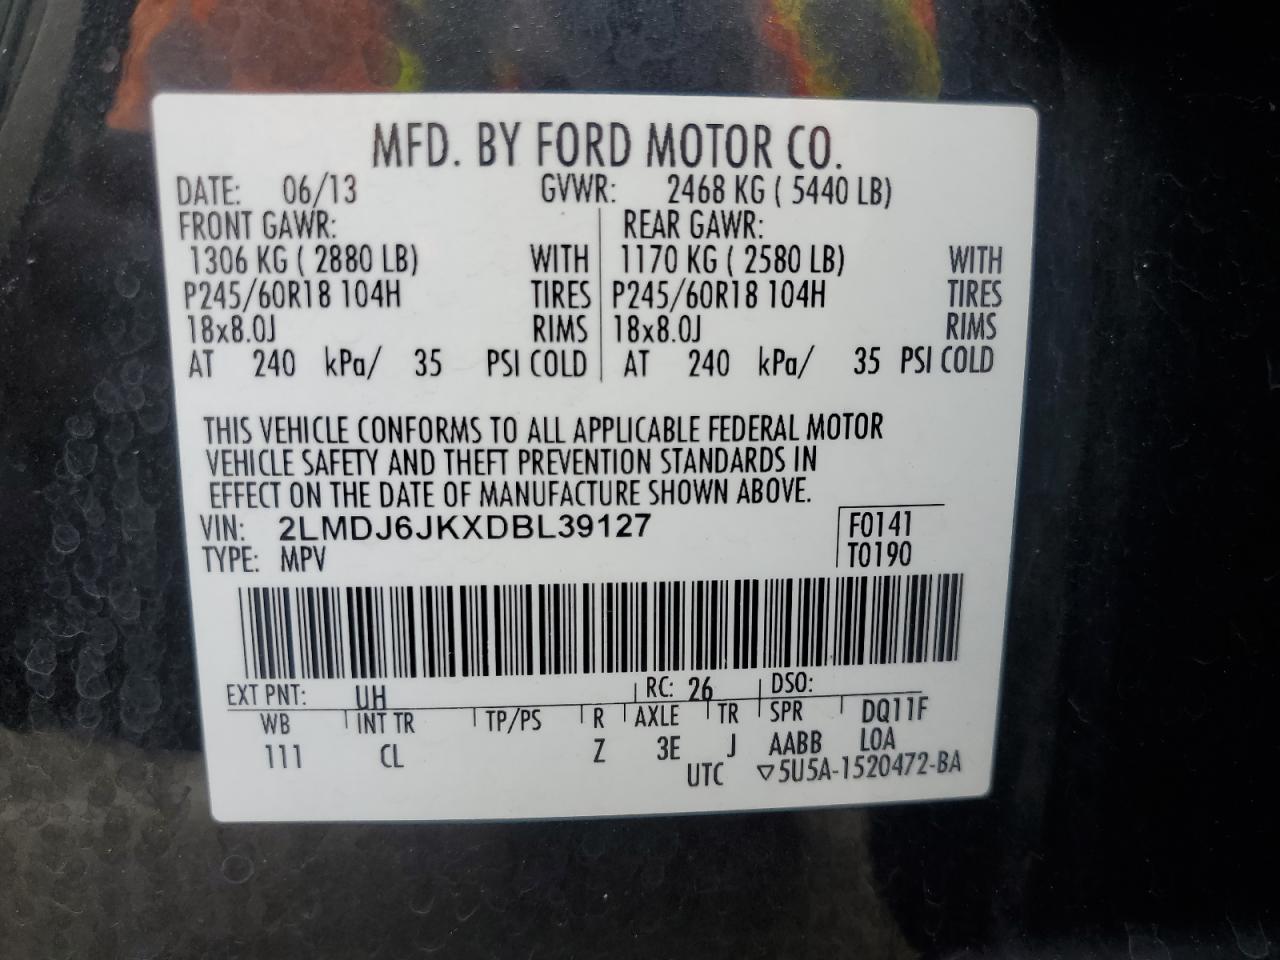 MFD. BY FORD MOTOR CO.
DATE: 06/13 GVWR: 2468 KG ( 5440 LB)
FRONT GAWR: REAR GAWR:
1306 KG ( 2880 LB) WITH 1170 KG ( 2580 LB) WITH
P245/60R18 104H TIRES P245/60R18 104H TIRES
18x8.0J RIMS 18x8.0J RIMS
AT 240 kPa/ 35 PSI COLD AT 240 kPa/ 35 PSI COLD
THIS VEHICLE CONFORMS TO ALL APPLICABLE FEDERAL MOTOR
VEHICLE SAFETY AND THEFT PREVENTION STANDARDS IN
EFFECT ON THE DATE OF MANUFACTURE SHOWN ABOVE.
VIN: 2LMDJ6JKXDBL39127 F0141
TYPE: MPV T0190
EXT PNT: UH RC: 26 DSO:
WB INT TR TP/PS R AXLE TR SPR DQ11F
111 CL Z 3E J AABB LOA
UTC ▽5U5A-1520472-BA